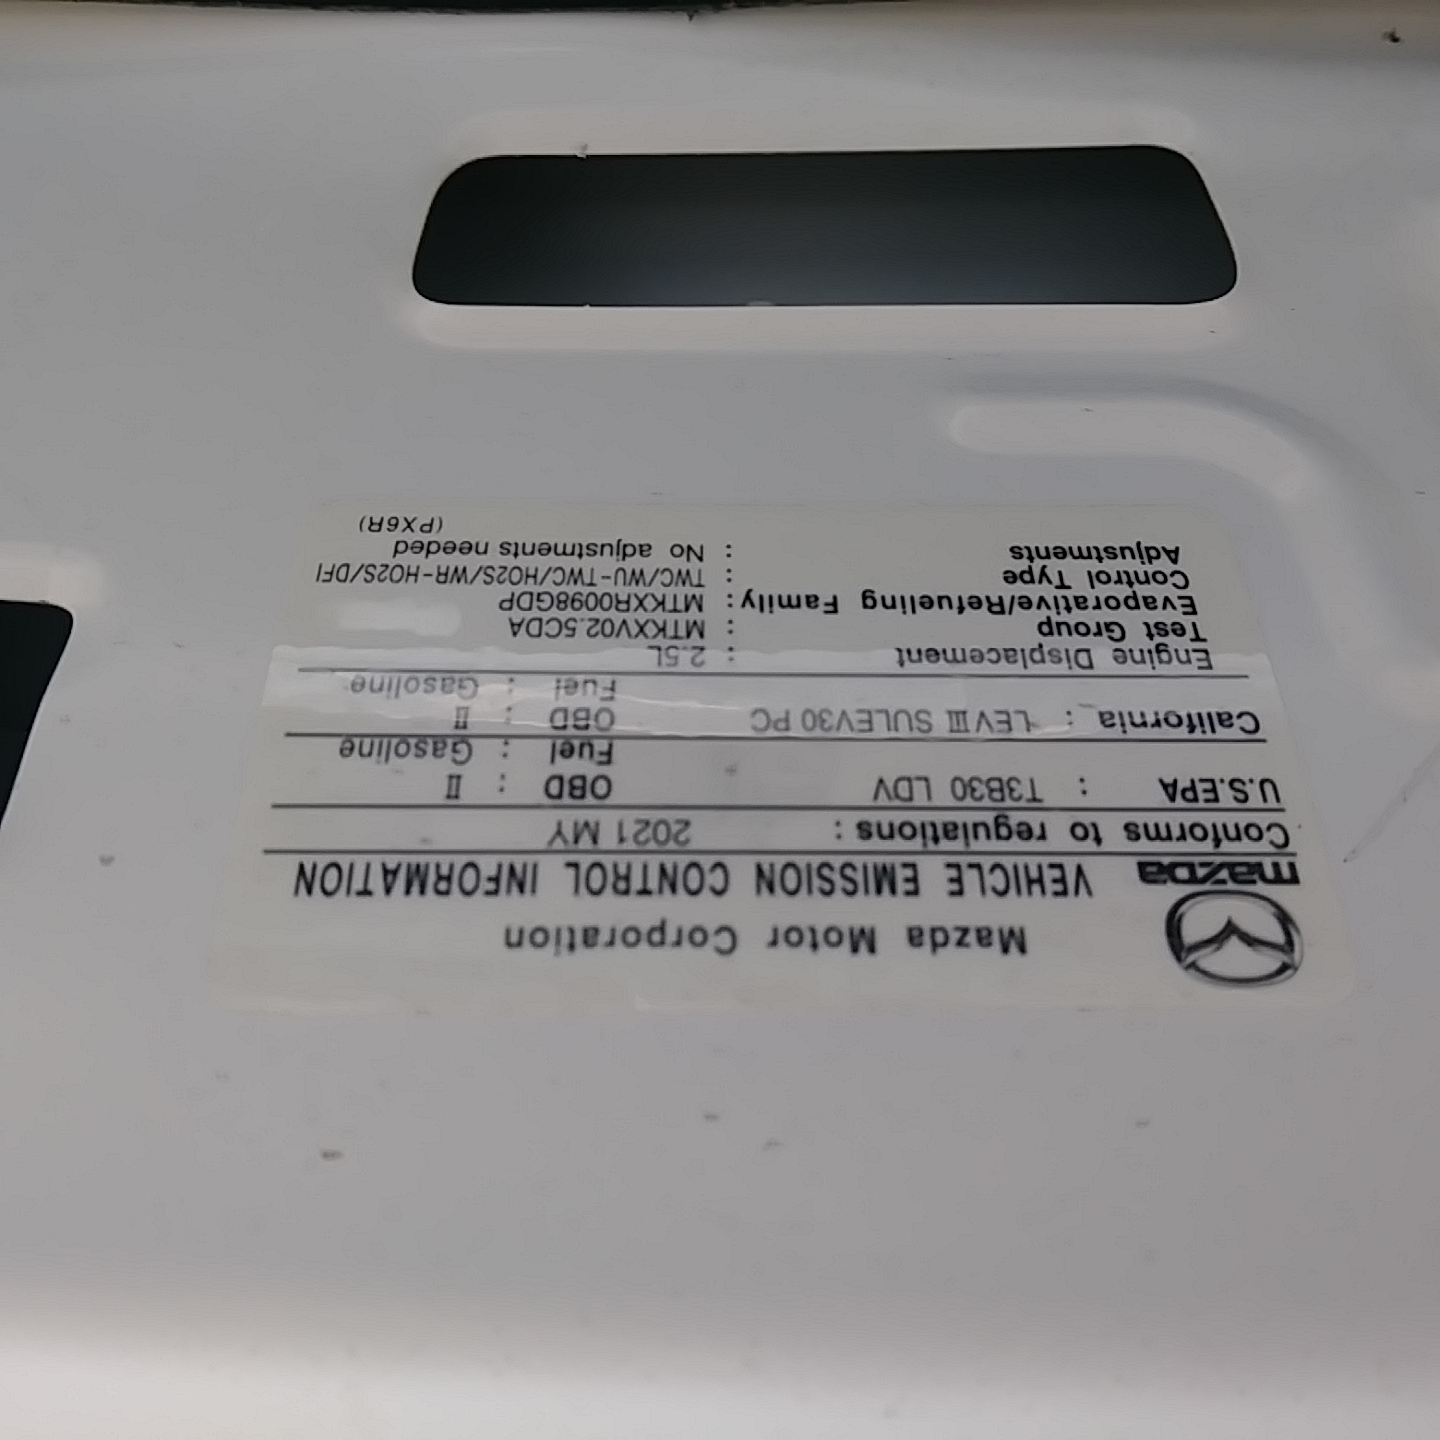 Mazda Motor Corporation
mazda VEHICLE EMISSION CONTROL INFORMATION
Conforms to regulations : 2021 MY
U.S.EPA : T3B30 LDV OBD : II
Fuel : Gasoline
California : LEVIII SULEV30 PC OBD : II
Fuel : Gasoline
Engine Displacement : 2.5L
Test Group : MTKXV02.5CDA
Evaporative/Refueling Family : MTKXR0098GDP
Control Type : TWC/WU-TWC/HO2S/WR-HO2S/DFI
Adjustments : No adjustments needed
(PX6R)